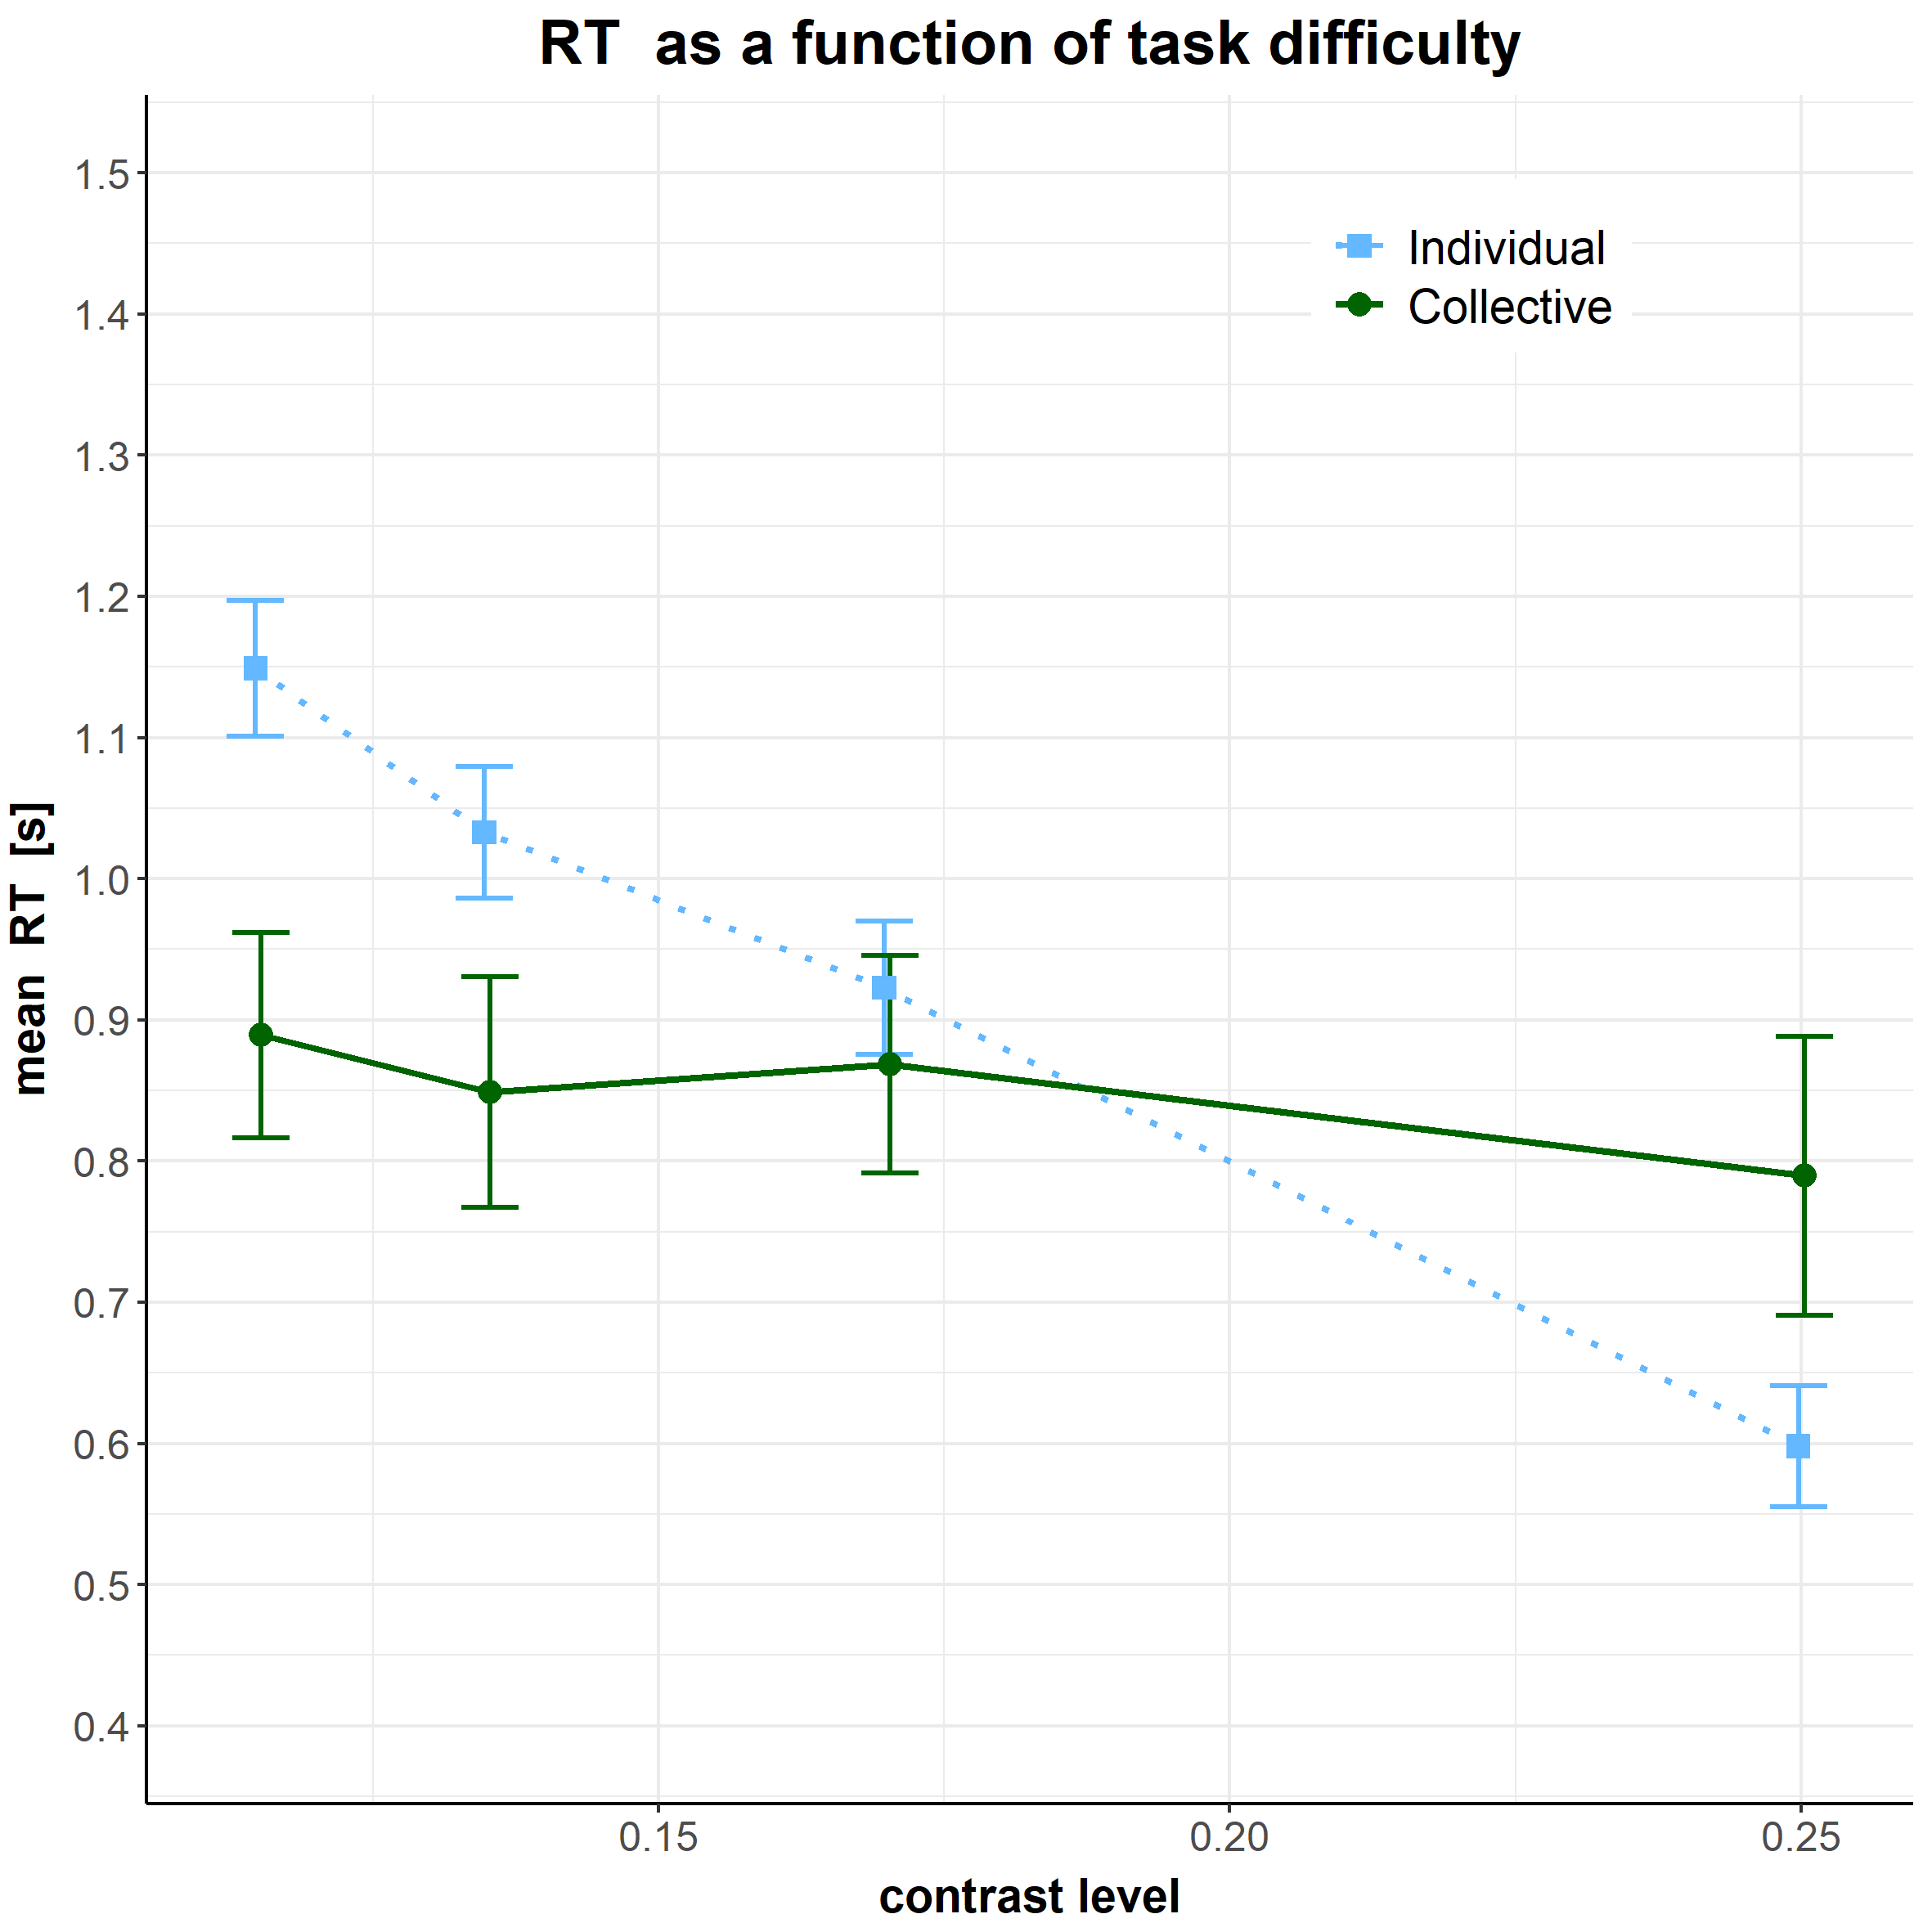 RT  as a function of task difficulty
1.5
1.4
1.3
1.2
1.1
1.0
0.9
0.8
0.7
0.6
0.5
0.4
mean  RT  [s]
Individual
Collective
0.15 0.20 0.25
contrast level